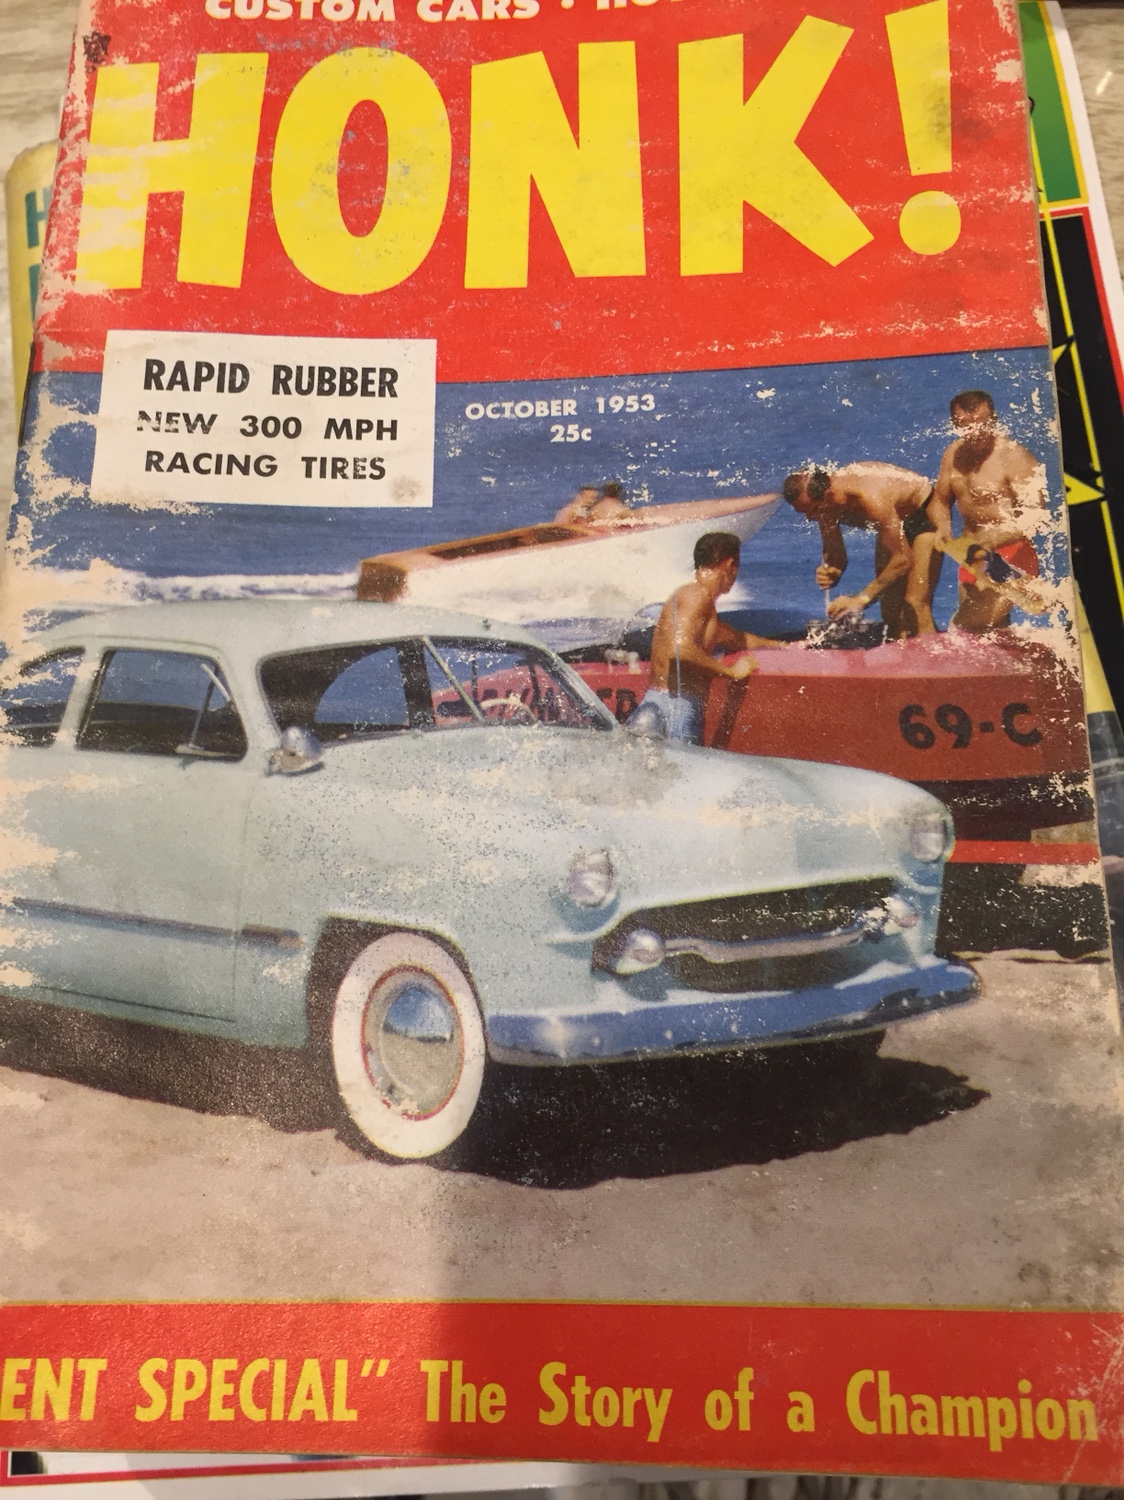 CUSTOM CARS •
HONK!
RAPID RUBBER
NEW 300 MPH
RACING TIRES
OCTOBER 1953
25c
69-C
ENT SPECIAL" The Story of a Champion